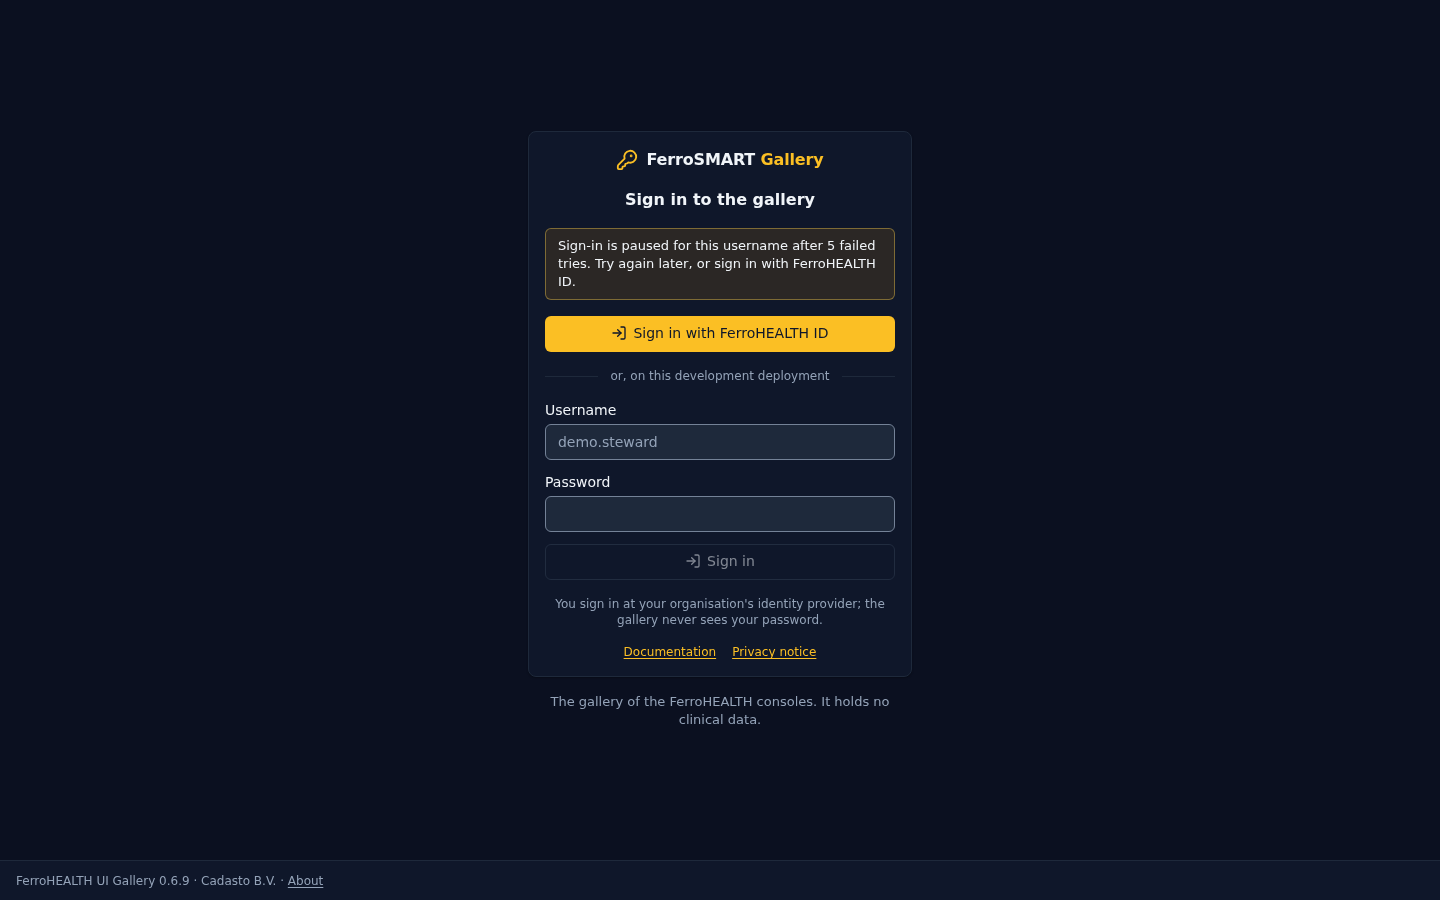 FerroSMART Gallery
Sign in to the gallery
Sign-in is paused for this username after 5 failed
tries. Try again later, or sign in with FerroHEALTH
ID.
Sign in with FerroHEALTH ID
or, on this development deployment
Username
demo.steward
Password
Sign in
You sign in at your organisation's identity provider; the
gallery never sees your password.
Documentation Privacy notice
The gallery of the FerroHEALTH consoles. It holds no
clinical data.
FerroHEALTH UI Gallery 0.6.9 · Cadasto B.V. · About